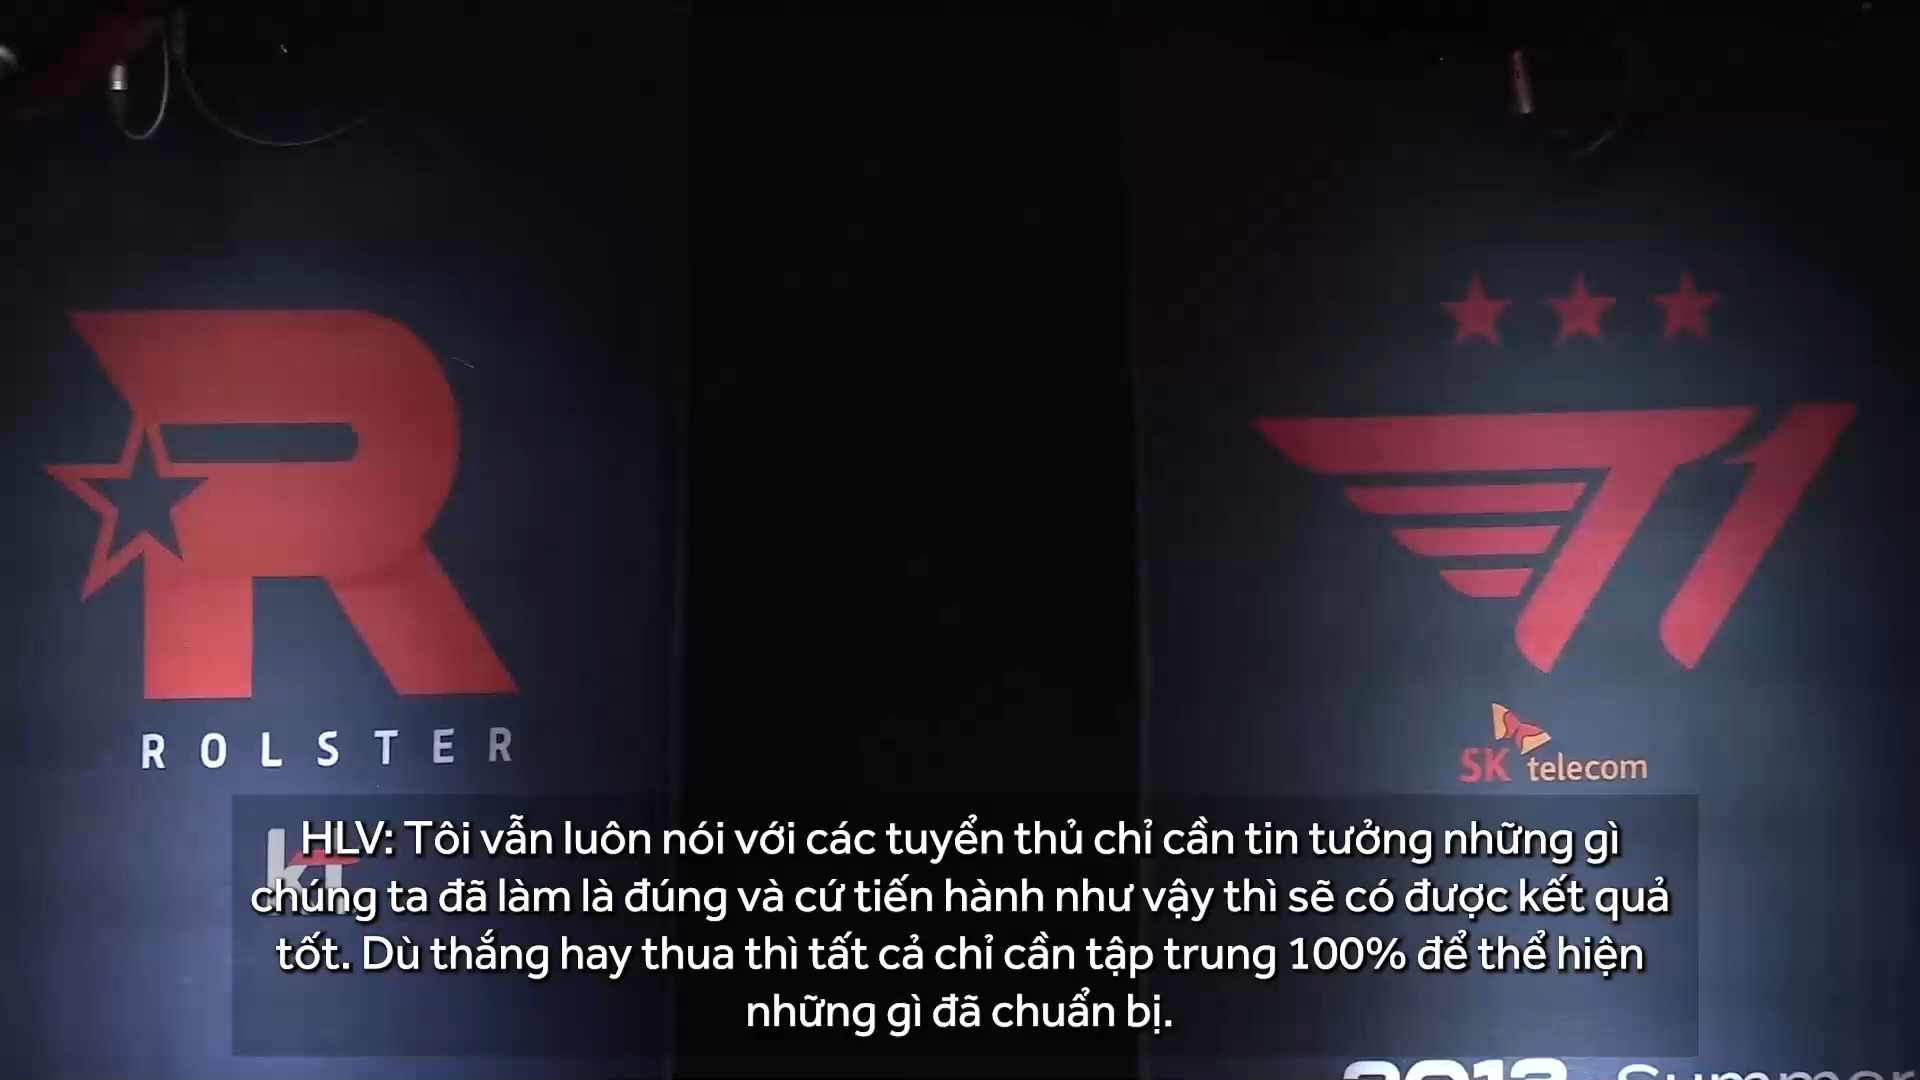 ROLSTER
SK telecom
kt
HLV: Tôi vẫn luôn nói với các tuyển thủ chỉ cần tin tưởng những gì
chúng ta đã làm là đúng và cứ tiến hành như vậy thì sẽ có được kết quả
tốt. Dù thắng hay thua thì tất cả chỉ cần tập trung 100% để thể hiện
những gì đã chuẩn bị.
2013 Summer